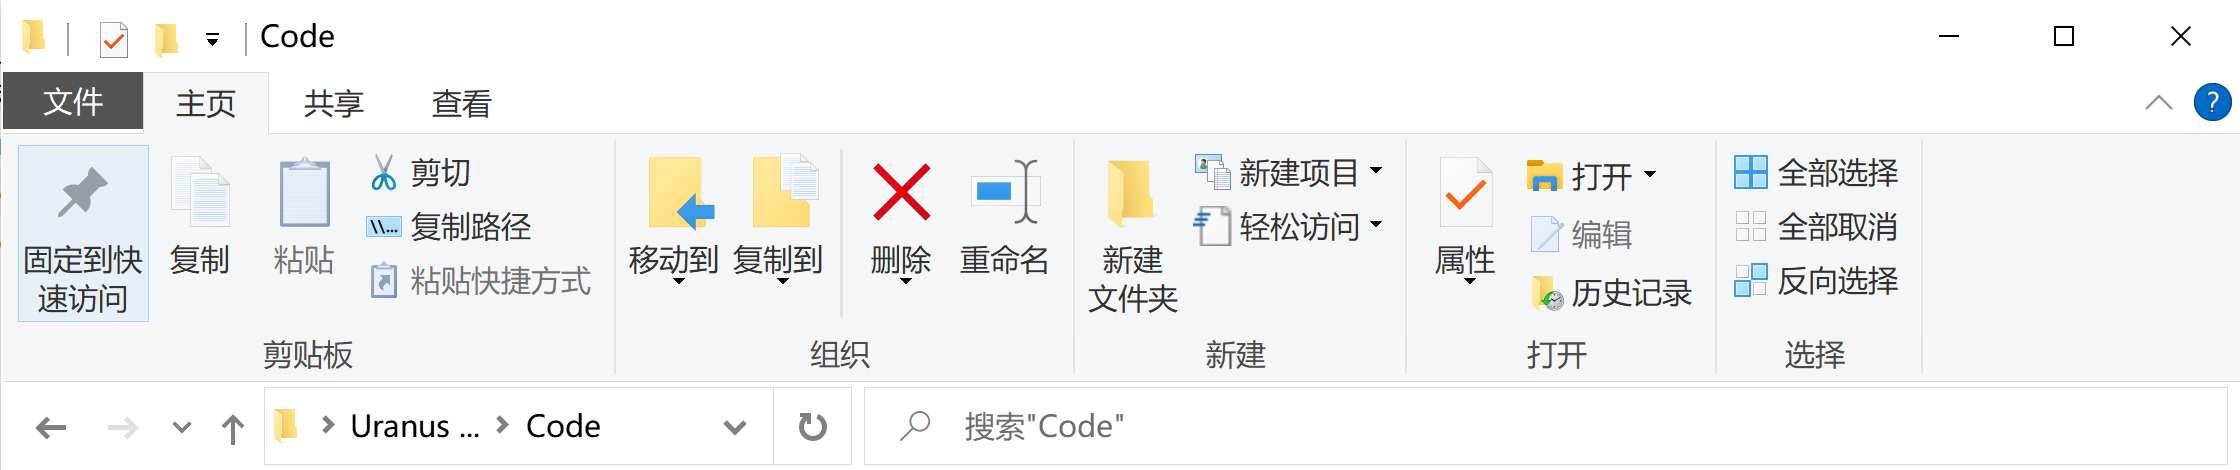 Code
文件
主页
共享
查看
?
固定到快
速访问
复制
粘贴
剪切
\\...
复制路径
粘贴快捷方式
剪贴板
移动到
复制到
删除
重命名
组织
新建
文件夹
新建项目
轻松访问
新建
属性
打开
编辑
历史记录
打开
全部选择
全部取消
反向选择
选择
Uranus ...
Code
搜索"Code"